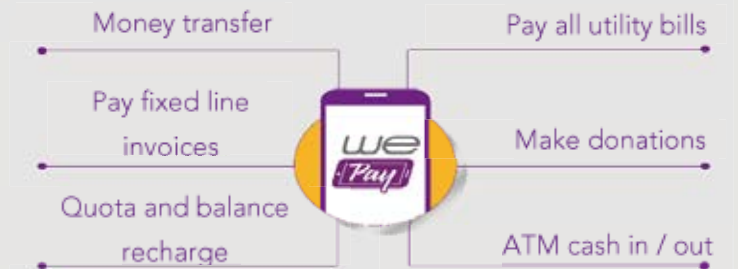 Money transfer
Pay fixed line
invoices
Quota and balance
recharge
we
Pay
Pay all utility bills
Make donations
ATM cash in / out